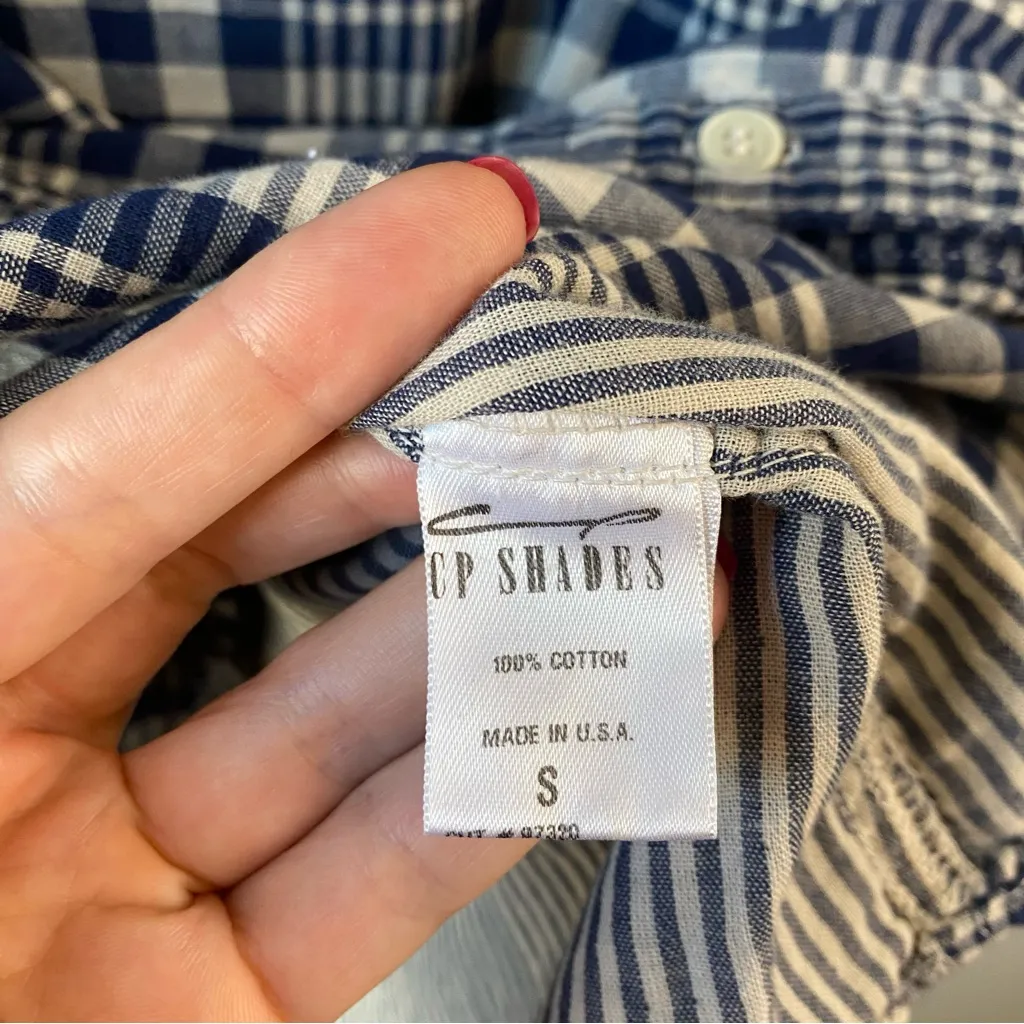 CP SHADES
100% COTTON
MADE IN U.S.A.
S